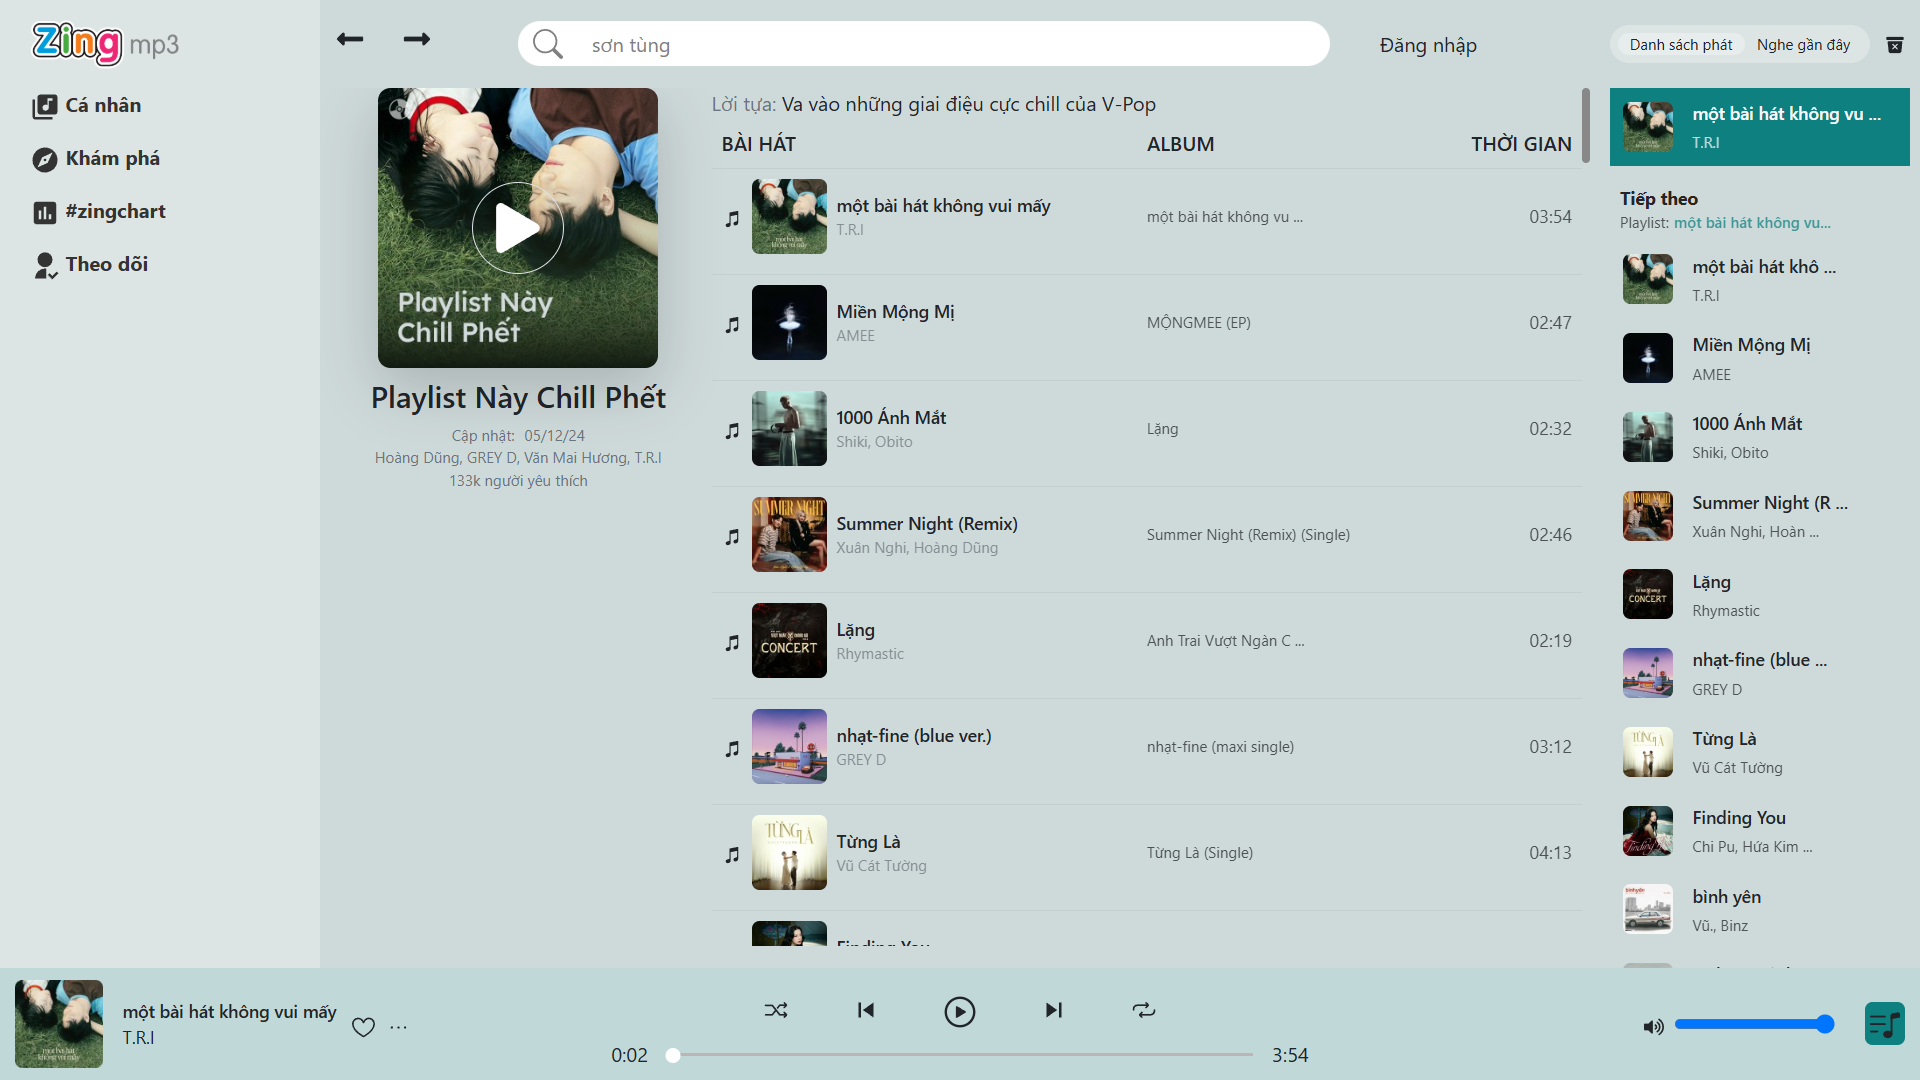 Zing mp3
Cá nhân
Khám phá
#zingchart
Theo dõi
sơn tùng
Đăng nhập
Danh sách phát
Nghe gần đây
Playlist Này
Chill Phết
Playlist Này Chill Phết
Cập nhật: 05/12/24
Hoàng Dũng, GREY D, Văn Mai Hương, T.R.I
133k người yêu thích
Lời tựa: Va vào những giai điệu cực chill của V-Pop
BÀI HÁT ALBUM THỜI GIAN
một bài hát không vui mấy
T.R.I
một bài hát không vu ...
03:54
Miền Mộng Mị
AMEE
MỘNGMEE (EP)
02:47
1000 Ánh Mắt
Shiki, Obito
Lặng
02:32
SUMMER NIGHT
Summer Night (Remix)
Xuân Nghi, Hoàng Dũng
Summer Night (Remix) (Single)
02:46
CONCERT
Lặng
Rhymastic
Anh Trai Vượt Ngàn C ...
02:19
nhạt-fine (blue ver.)
GREY D
nhạt-fine (maxi single)
03:12
TỪNG LÀ
Từng Là
Vũ Cát Tường
Từng Là (Single)
04:13
Finding You
một bài hát không vu ...
T.R.I
Tiếp theo
Playlist: một bài hát không vu...
một bài hát khô ...
T.R.I
Miền Mộng Mị
AMEE
1000 Ánh Mắt
Shiki, Obito
Summer Night (R ...
Xuân Nghi, Hoàn ...
CONCERT
Lặng
Rhymastic
nhạt-fine (blue ...
GREY D
TỪNG LÀ
Từng Là
Vũ Cát Tường
Finding You
Chi Pu, Hứa Kim ...
bình yên
Vũ., Binz
một bài hát không vui mấy
T.R.I
0:02
3:54